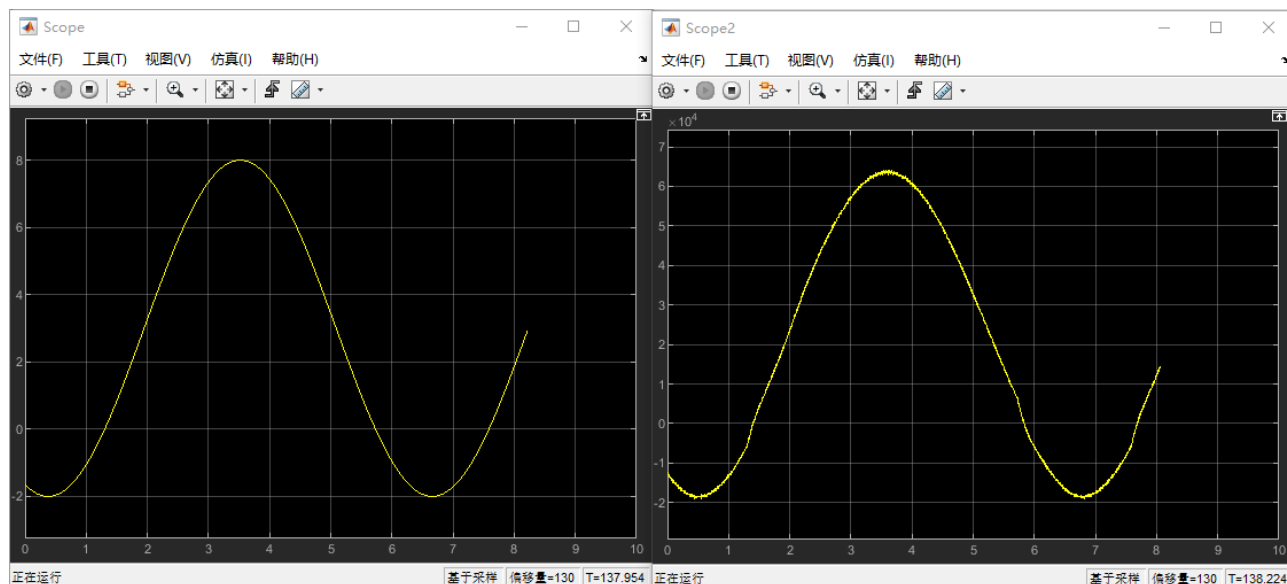 Scope
文件(F) 工具(T) 视图(V) 仿真(I) 帮助(H)
8
6
4
2
0
-2
0 1 2 3 4 5 6 7 8 9 10
正在运行 基于采样 偏移量=130 T=137.954
Scope2
文件(F) 工具(T) 视图(V) 仿真(I) 帮助(H)
×10⁴
7
6
5
4
3
2
1
0
-1
-2
0 1 2 3 4 5 6 7 8 9 10
正在运行 基于采样 偏移量=130 T=138.22